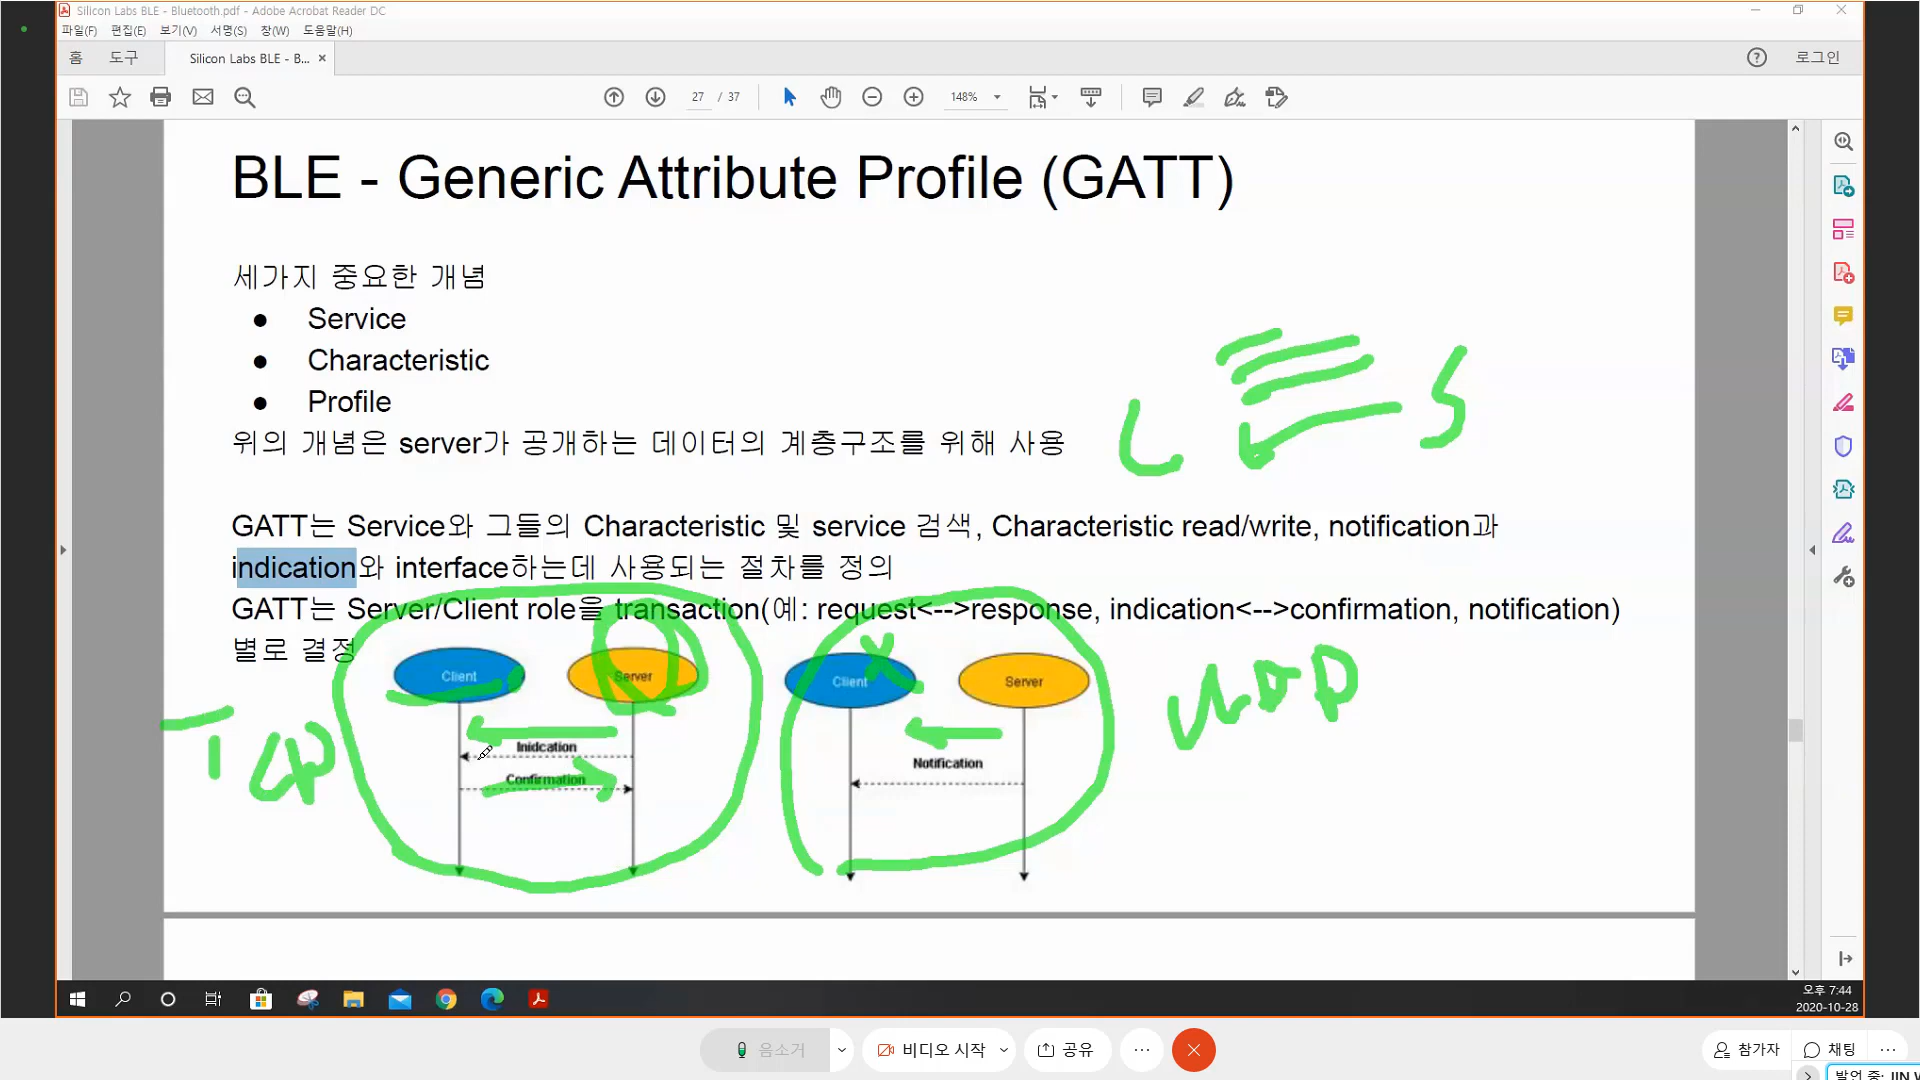 Silicon Labs BLE - Bluetooth.pdf - Adobe Acrobat Reader DC
파일(F) 편집(E) 보기(V) 서명(S) 창(W) 도움말(H)
홈 도구 Silicon Labs BLE - B... × 로그인
27 / 37 148%
BLE - Generic Attribute Profile (GATT)
세가지 중요한 개념
● Service
● Characteristic
● Profile
위의 개념은 server가 공개하는 데이터의 계층구조를 위해 사용
C S
GATT는 Service와 그들의 Characteristic 및 service 검색, Characteristic read/write, notification과
indication와 interface하는데 사용되는 절차를 정의
GATT는 Server/Client role을 transaction(예: request<-->response, indication<-->confirmation, notification)
별로 결정
Client Server Client Server
TCP Inidcation Notification UDP
Confirmation
오후 7:44
2020-10-28
음소거 비디오 시작 공유 ... 참가자 채팅 ...
발언 중: JIN W